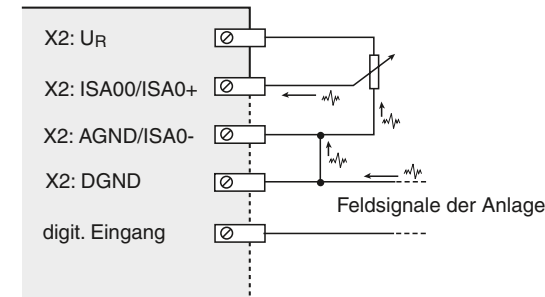 X2: UR
X2: ISA00/ISA0+
X2: AGND/ISA0-
X2: DGND
Feldsignale der Anlage
digit. Eingang